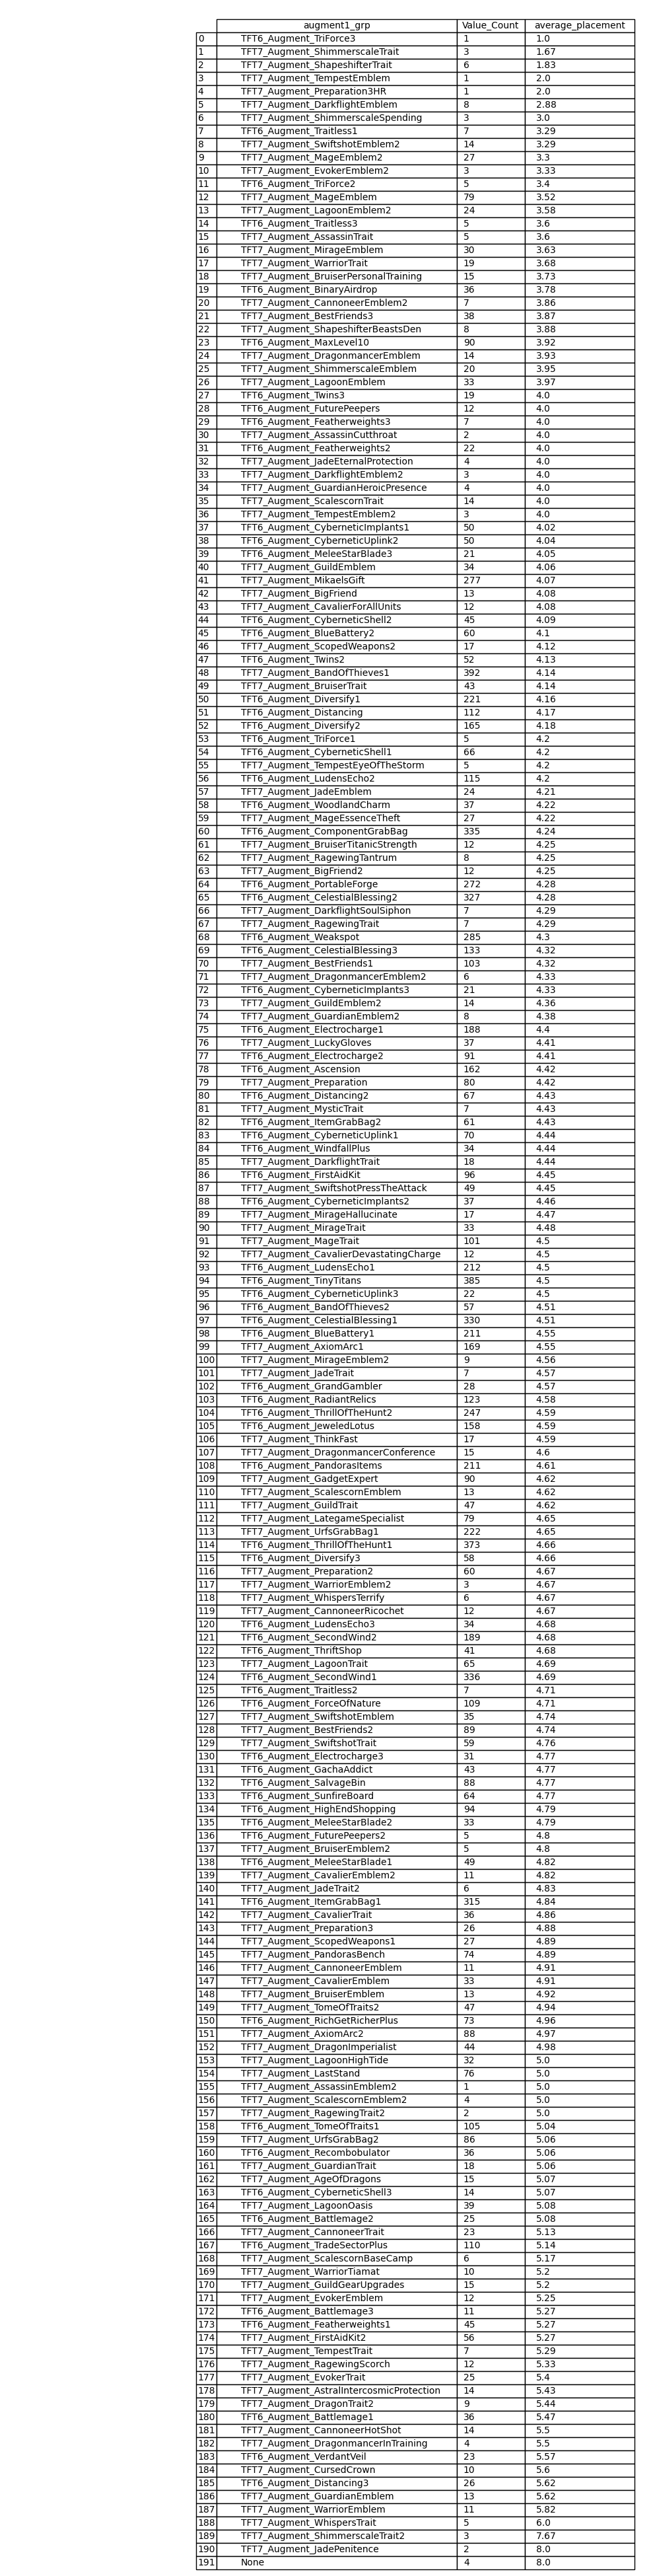 augment1_grp Value_Count average_placement
0 TFT6_Augment_TriForce3 1 1.0
1 TFT7_Augment_ShimmerscaleTrait 3 1.67
2 TFT7_Augment_ShapeshifterTrait 6 1.83
3 TFT7_Augment_TempestEmblem 1 2.0
4 TFT7_Augment_Preparation3HR 1 2.0
5 TFT7_Augment_DarkflightEmblem 8 2.88
6 TFT7_Augment_ShimmerscaleSpending 3 3.0
7 TFT6_Augment_Traitless1 7 3.29
8 TFT7_Augment_SwiftshotEmblem2 14 3.29
9 TFT7_Augment_MageEmblem2 27 3.3
10 TFT7_Augment_EvokerEmblem2 3 3.33
11 TFT6_Augment_TriForce2 5 3.4
12 TFT7_Augment_MageEmblem 79 3.52
13 TFT7_Augment_LagoonEmblem2 24 3.58
14 TFT6_Augment_Traitless3 5 3.6
15 TFT7_Augment_AssassinTrait 5 3.6
16 TFT7_Augment_MirageEmblem 30 3.63
17 TFT7_Augment_WarriorTrait 19 3.68
18 TFT7_Augment_BruiserPersonalTraining 15 3.73
19 TFT6_Augment_BinaryAirdrop 36 3.78
20 TFT7_Augment_CannoneerEmblem2 7 3.86
21 TFT7_Augment_BestFriends3 38 3.87
22 TFT7_Augment_ShapeshifterBeastsDen 8 3.88
23 TFT6_Augment_MaxLevel10 90 3.92
24 TFT7_Augment_DragonmancerEmblem 14 3.93
25 TFT7_Augment_ShimmerscaleEmblem 20 3.95
26 TFT7_Augment_LagoonEmblem 33 3.97
27 TFT6_Augment_Twins3 19 4.0
28 TFT6_Augment_FuturePeepers 12 4.0
29 TFT6_Augment_Featherweights3 7 4.0
30 TFT7_Augment_AssassinCutthroat 2 4.0
31 TFT6_Augment_Featherweights2 22 4.0
32 TFT7_Augment_JadeEternalProtection 4 4.0
33 TFT7_Augment_DarkflightEmblem2 3 4.0
34 TFT7_Augment_GuardianHeroicPresence 4 4.0
35 TFT7_Augment_ScalescornTrait 14 4.0
36 TFT7_Augment_TempestEmblem2 3 4.0
37 TFT6_Augment_CyberneticImplants1 50 4.02
38 TFT6_Augment_CyberneticUplink2 50 4.04
39 TFT6_Augment_MeleeStarBlade3 21 4.05
40 TFT7_Augment_GuildEmblem 34 4.06
41 TFT7_Augment_MikaelsGift 277 4.07
42 TFT7_Augment_BigFriend 13 4.08
43 TFT7_Augment_CavalierForAllUnits 12 4.08
44 TFT6_Augment_CyberneticShell2 45 4.09
45 TFT6_Augment_BlueBattery2 60 4.1
46 TFT7_Augment_ScopedWeapons2 17 4.12
47 TFT6_Augment_Twins2 52 4.13
48 TFT7_Augment_BandOfThieves1 392 4.14
49 TFT7_Augment_BruiserTrait 43 4.14
50 TFT6_Augment_Diversify1 221 4.16
51 TFT6_Augment_Distancing 112 4.17
52 TFT6_Augment_Diversify2 165 4.18
53 TFT6_Augment_TriForce1 5 4.2
54 TFT6_Augment_CyberneticShell1 66 4.2
55 TFT7_Augment_TempestEyeOfTheStorm 5 4.2
56 TFT6_Augment_LudensEcho2 115 4.2
57 TFT7_Augment_JadeEmblem 24 4.21
58 TFT6_Augment_WoodlandCharm 37 4.22
59 TFT7_Augment_MageEssenceTheft 27 4.22
60 TFT6_Augment_ComponentGrabBag 335 4.24
61 TFT7_Augment_BruiserTitanicStrength 12 4.25
62 TFT7_Augment_RagewingTantrum 8 4.25
63 TFT7_Augment_BigFriend2 12 4.25
64 TFT6_Augment_PortableForge 272 4.28
65 TFT6_Augment_CelestialBlessing2 327 4.28
66 TFT7_Augment_DarkflightSoulSiphon 7 4.29
67 TFT7_Augment_RagewingTrait 7 4.29
68 TFT6_Augment_Weakspot 285 4.3
69 TFT6_Augment_CelestialBlessing3 133 4.32
70 TFT7_Augment_BestFriends1 103 4.32
71 TFT7_Augment_DragonmancerEmblem2 6 4.33
72 TFT6_Augment_CyberneticImplants3 21 4.33
73 TFT7_Augment_GuildEmblem2 14 4.36
74 TFT7_Augment_GuardianEmblem2 8 4.38
75 TFT6_Augment_Electrocharge1 188 4.4
76 TFT7_Augment_LuckyGloves 37 4.41
77 TFT6_Augment_Electrocharge2 91 4.41
78 TFT6_Augment_Ascension 162 4.42
79 TFT7_Augment_Preparation 80 4.42
80 TFT6_Augment_Distancing2 67 4.43
81 TFT7_Augment_MysticTrait 7 4.43
82 TFT6_Augment_ItemGrabBag2 61 4.43
83 TFT6_Augment_CyberneticUplink1 70 4.44
84 TFT6_Augment_WindfallPlus 34 4.44
85 TFT7_Augment_DarkflightTrait 18 4.44
86 TFT6_Augment_FirstAidKit 96 4.45
87 TFT7_Augment_SwiftshotPressTheAttack 49 4.45
88 TFT6_Augment_CyberneticImplants2 37 4.46
89 TFT7_Augment_MirageHallucinate 17 4.47
90 TFT7_Augment_MirageTrait 33 4.48
91 TFT7_Augment_MageTrait 101 4.5
92 TFT7_Augment_CavalierDevastatingCharge 12 4.5
93 TFT6_Augment_LudensEcho1 212 4.5
94 TFT6_Augment_TinyTitans 385 4.5
95 TFT6_Augment_CyberneticUplink3 22 4.5
96 TFT6_Augment_BandOfThieves2 57 4.51
97 TFT6_Augment_CelestialBlessing1 330 4.51
98 TFT6_Augment_BlueBattery1 211 4.55
99 TFT7_Augment_AxiomArc1 169 4.55
100 TFT7_Augment_MirageEmblem2 9 4.56
101 TFT7_Augment_JadeTrait 7 4.57
102 TFT6_Augment_GrandGambler 28 4.57
103 TFT6_Augment_RadiantRelics 123 4.58
104 TFT6_Augment_ThrillOfTheHunt2 247 4.59
105 TFT6_Augment_JeweledLotus 158 4.59
106 TFT7_Augment_ThinkFast 17 4.59
107 TFT7_Augment_DragonmancerConference 15 4.6
108 TFT6_Augment_PandorasItems 211 4.61
109 TFT7_Augment_GadgetExpert 90 4.62
110 TFT7_Augment_ScalescornEmblem 13 4.62
111 TFT7_Augment_GuildTrait 47 4.62
112 TFT7_Augment_LategameSpecialist 79 4.65
113 TFT7_Augment_UrfsGrabBag1 222 4.65
114 TFT6_Augment_ThrillOfTheHunt1 373 4.66
115 TFT6_Augment_Diversify3 58 4.66
116 TFT7_Augment_Preparation2 60 4.67
117 TFT7_Augment_WarriorEmblem2 3 4.67
118 TFT7_Augment_WhispersTerrify 6 4.67
119 TFT7_Augment_CannoneerRicochet 12 4.67
120 TFT6_Augment_LudensEcho3 34 4.68
121 TFT6_Augment_SecondWind2 189 4.68
122 TFT6_Augment_ThriftShop 41 4.68
123 TFT7_Augment_LagoonTrait 65 4.69
124 TFT6_Augment_SecondWind1 336 4.69
125 TFT6_Augment_Traitless2 7 4.71
126 TFT6_Augment_ForceOfNature 109 4.71
127 TFT7_Augment_SwiftshotEmblem 35 4.74
128 TFT7_Augment_BestFriends2 89 4.74
129 TFT7_Augment_SwiftshotTrait 59 4.76
130 TFT6_Augment_Electrocharge3 31 4.77
131 TFT6_Augment_GachaAddict 43 4.77
132 TFT6_Augment_SalvageBin 88 4.77
133 TFT6_Augment_SunfireBoard 64 4.77
134 TFT6_Augment_HighEndShopping 94 4.79
135 TFT6_Augment_MeleeStarBlade2 33 4.79
136 TFT6_Augment_FuturePeepers2 5 4.8
137 TFT7_Augment_BruiserEmblem2 5 4.8
138 TFT6_Augment_MeleeStarBlade1 49 4.82
139 TFT7_Augment_CavalierEmblem2 11 4.82
140 TFT7_Augment_JadeTrait2 6 4.83
141 TFT6_Augment_ItemGrabBag1 315 4.84
142 TFT7_Augment_CavalierTrait 36 4.86
143 TFT7_Augment_Preparation3 26 4.88
144 TFT7_Augment_ScopedWeapons1 27 4.89
145 TFT7_Augment_PandorasBench 74 4.89
146 TFT7_Augment_CannoneerEmblem 11 4.91
147 TFT7_Augment_CavalierEmblem 33 4.91
148 TFT7_Augment_BruiserEmblem 13 4.92
149 TFT7_Augment_TomeOfTraits2 47 4.94
150 TFT6_Augment_RichGetRicherPlus 73 4.96
151 TFT7_Augment_AxiomArc2 88 4.97
152 TFT7_Augment_DragonImperialist 44 4.98
153 TFT7_Augment_LagoonHighTide 32 5.0
154 TFT7_Augment_LastStand 76 5.0
155 TFT7_Augment_AssassinEmblem2 1 5.0
156 TFT7_Augment_ScalescornEmblem2 4 5.0
157 TFT7_Augment_RagewingTrait2 2 5.0
158 TFT6_Augment_TomeOfTraits1 105 5.04
159 TFT7_Augment_UrfsGrabBag2 86 5.06
160 TFT6_Augment_Recombobulator 36 5.06
161 TFT7_Augment_GuardianTrait 18 5.06
162 TFT7_Augment_AgeOfDragons 15 5.07
163 TFT6_Augment_CyberneticShell3 14 5.07
164 TFT7_Augment_LagoonOasis 39 5.08
165 TFT6_Augment_Battlemage2 25 5.08
166 TFT7_Augment_CannoneerTrait 23 5.13
167 TFT6_Augment_TradeSectorPlus 110 5.14
168 TFT7_Augment_ScalescornBaseCamp 6 5.17
169 TFT7_Augment_WarriorTiamat 10 5.2
170 TFT7_Augment_GuildGearUpgrades 15 5.2
171 TFT7_Augment_EvokerEmblem 12 5.25
172 TFT6_Augment_Battlemage3 11 5.27
173 TFT6_Augment_Featherweights1 45 5.27
174 TFT7_Augment_FirstAidKit2 56 5.27
175 TFT7_Augment_TempestTrait 7 5.29
176 TFT7_Augment_RagewingScorch 12 5.33
177 TFT7_Augment_EvokerTrait 25 5.4
178 TFT7_Augment_AstralIntercosmicProtection 14 5.43
179 TFT7_Augment_DragonTrait2 9 5.44
180 TFT6_Augment_Battlemage1 36 5.47
181 TFT7_Augment_CannoneerHotShot 14 5.5
182 TFT7_Augment_DragonmancerInTraining 4 5.5
183 TFT6_Augment_VerdantVeil 23 5.57
184 TFT7_Augment_CursedCrown 10 5.6
185 TFT6_Augment_Distancing3 26 5.62
186 TFT7_Augment_GuardianEmblem 13 5.62
187 TFT7_Augment_WarriorEmblem 11 5.82
188 TFT7_Augment_WhispersTrait 5 6.0
189 TFT7_Augment_ShimmerscaleTrait2 3 7.67
190 TFT7_Augment_JadePenitence 2 8.0
191 None 4 8.0